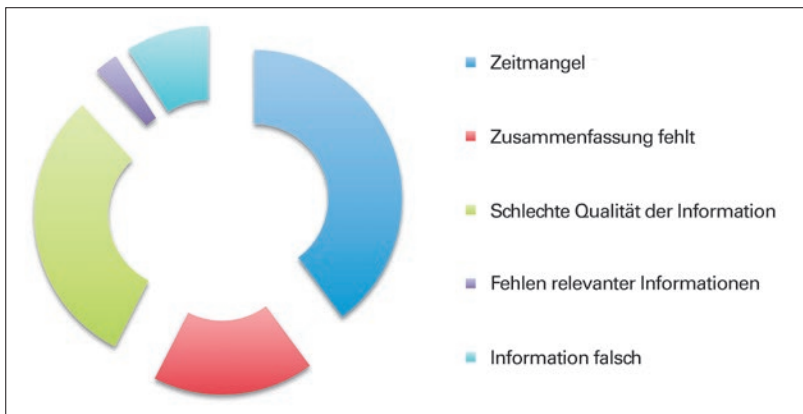 Zeitmangel
Zusammenfassung fehlt
Schlechte Qualität der Information
Fehlen relevanter Informationen
Information falsch